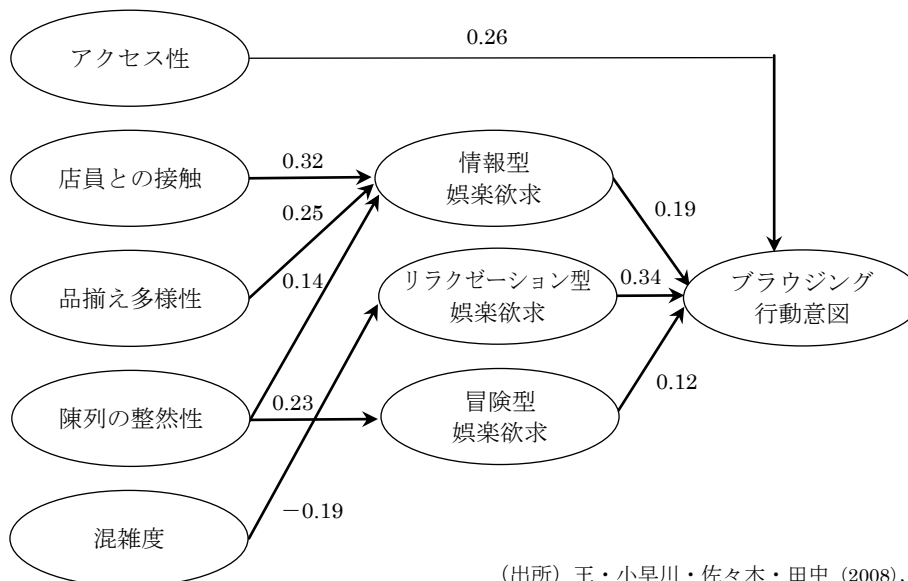 アクセス性
0.26
店員との接触
0.32
情報型
娯楽欲求
0.25
0.19
品揃え多様性
0.14
リラクゼーション型
娯楽欲求
0.34
ブラウジング
行動意図
陳列の整然性
0.23
冒険型
娯楽欲求
0.12
混雑度
−0.19
（出所）王・小早川・佐々木・田中（2008）,